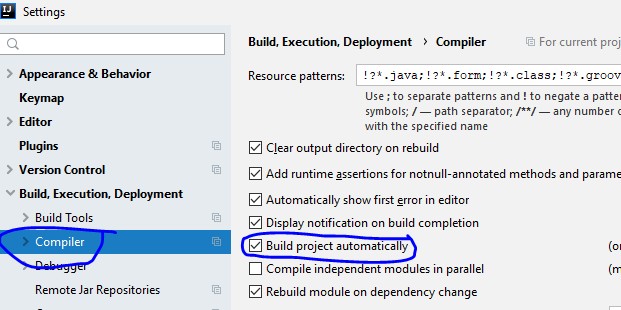 Settings
Appearance & Behavior
Keymap
Editor
Plugins
Version Control
Build, Execution, Deployment
Build Tools
Compiler
Debugger
Remote Jar Repositories
Build, Execution, Deployment › Compiler For current proj
Resource patterns: !?*.java;!?*.form;!?*.class;!?*.groov
Use ; to separate patterns and ! to negate a patte
symbols; / — path separator; /**/ — any number o
with the specified name
Clear output directory on rebuild
Add runtime assertions for notnull-annotated methods and parame
Automatically show first error in editor
Display notification on build completion
Build project automatically (or
Compile independent modules in parallel (m
Rebuild module on dependency change